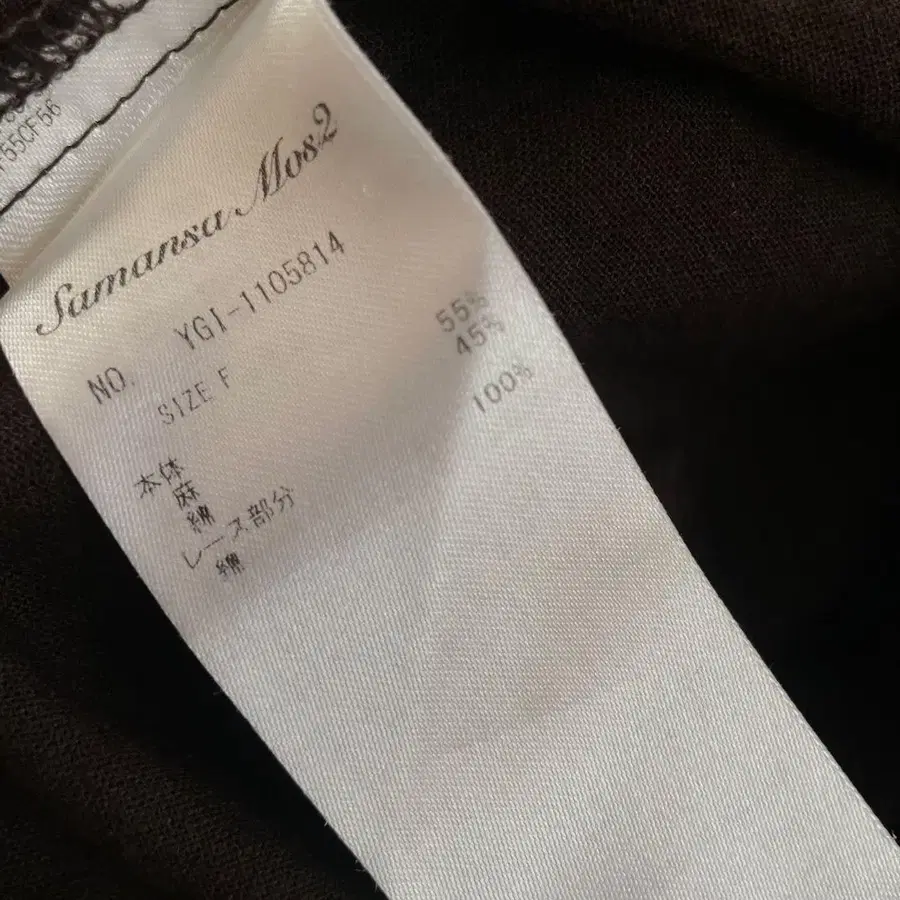 55CF56
Samansa Mos2
NO. YGI-1105814
SIZE F
本体
麻 55%
綿 45%
レース部分
綿 100%